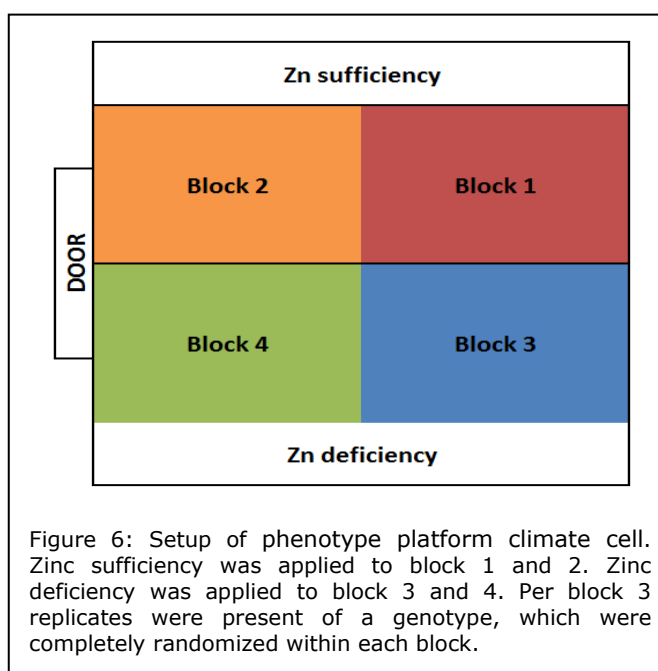 Zn sufficiency
Block 2
Block 1
DOOR
Block 4
Block 3
Zn deficiency
Figure 6: Setup of phenotype platform climate cell.
Zinc sufficiency was applied to block 1 and 2. Zinc
deficiency was applied to block 3 and 4. Per block 3
replicates were present of a genotype, which were
completely randomized within each block.